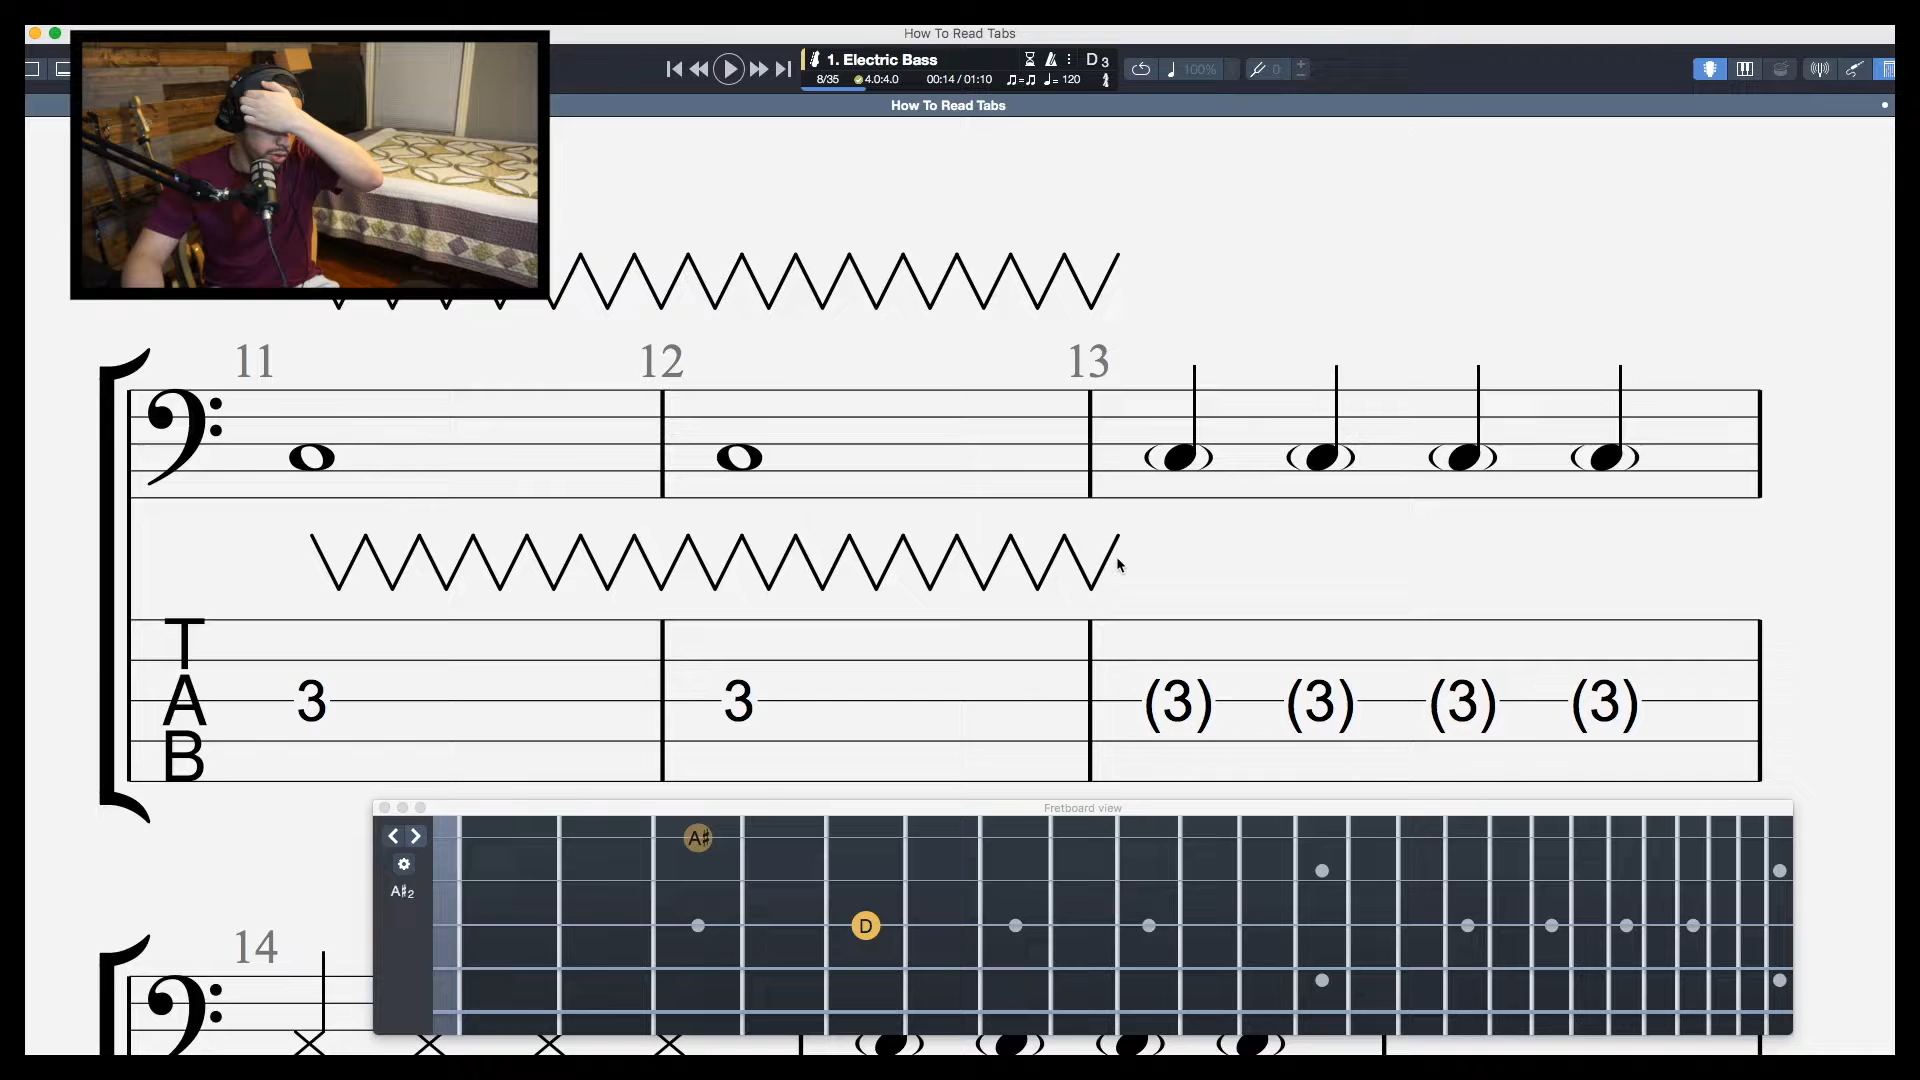 How To Read Tabs
1. Electric Bass
D 3
8/35
4.0:4.0
00:14 / 01:10
♫=♫
♩= 120
100%
0
How To Read Tabs
11
12
13
T
A
B
3
3
(3)
(3)
(3)
(3)
Fretboard view
A♯
A♯2
D
14